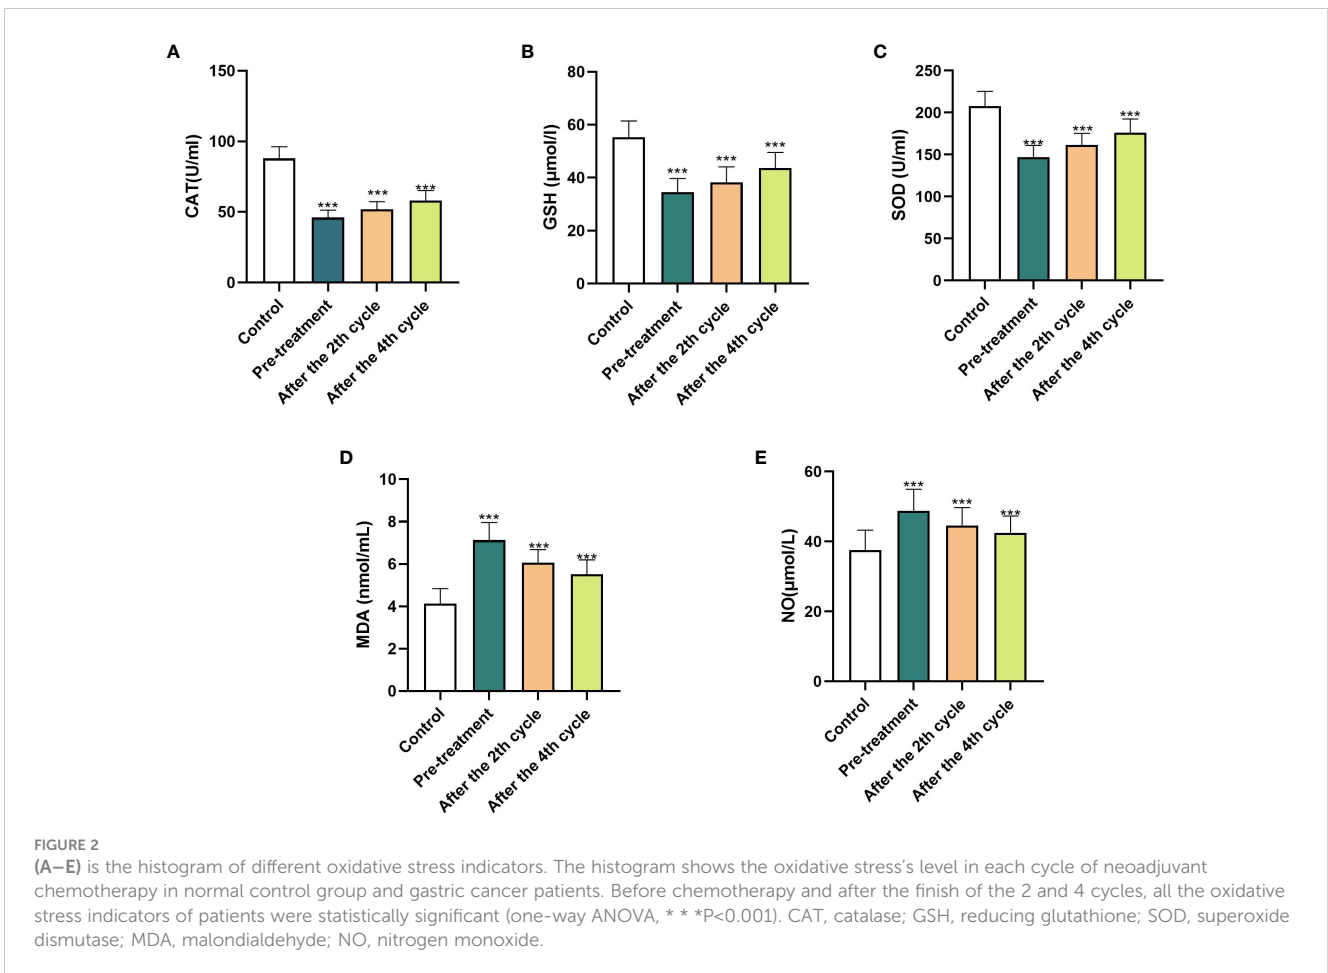 A
150
100
50
0
CAT(U/ml)
***
***
***
Control
Pre-treatment
After the 2th cycle
After the 4th cycle
B
80
60
40
20
0
GSH (μmol/l)
***
***
***
Control
Pre-treatment
After the 2th cycle
After the 4th cycle
C
250
200
150
100
50
0
SOD (U/ml)
***
***
***
Control
Pre-treatment
After the 2th cycle
After the 4th cycle
D
10
8
6
4
2
0
MDA (nmol/mL)
***
***
***
Control
Pre-treatment
After the 2th cycle
After the 4th cycle
E
60
40
20
0
NO(μmol/L)
***
***
***
Control
Pre-treatment
After the 2th cycle
After the 4th cycle
FIGURE 2
(A–E) is the histogram of different oxidative stress indicators. The histogram shows the oxidative stress's level in each cycle of neoadjuvant
chemotherapy in normal control group and gastric cancer patients. Before chemotherapy and after the finish of the 2 and 4 cycles, all the oxidative
stress indicators of patients were statistically significant (one-way ANOVA, * * *P<0.001). CAT, catalase; GSH, reducing glutathione; SOD, superoxide
dismutase; MDA, malondialdehyde; NO, nitrogen monoxide.